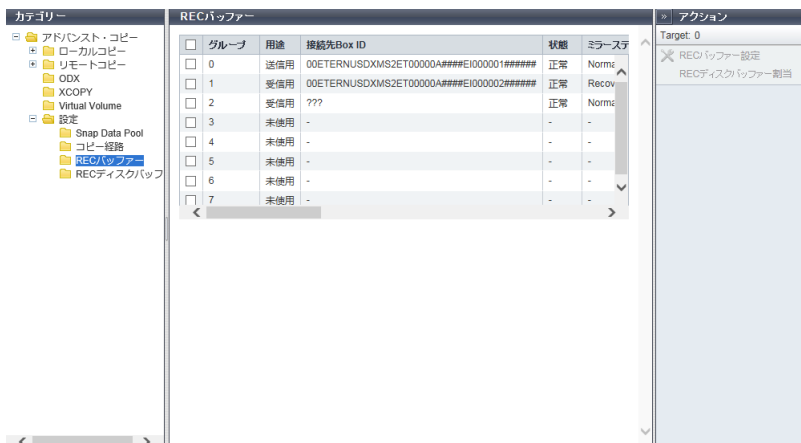 カテゴリー
アドバンスト・コピー
ローカルコピー
リモートコピー
ODX
XCOPY
Virtual Volume
設定
Snap Data Pool
コピー経路
RECバッファー
RECディスクバッフ
RECバッファー
グループ 用途 接続先Box ID 状態 ミラーステ
0 送信用 00ETERNUSDXMS2ET00000A####EI000001###### 正常 Norma
1 受信用 00ETERNUSDXMS2ET00000A####EI000002###### 正常 Recov
2 受信用 ??? 正常 Norma
3 未使用 - - -
4 未使用 - - -
5 未使用 - - -
6 未使用 - - -
7 未使用 - - -
» アクション
Target: 0
RECバッファー設定
RECディスクバッファー割当